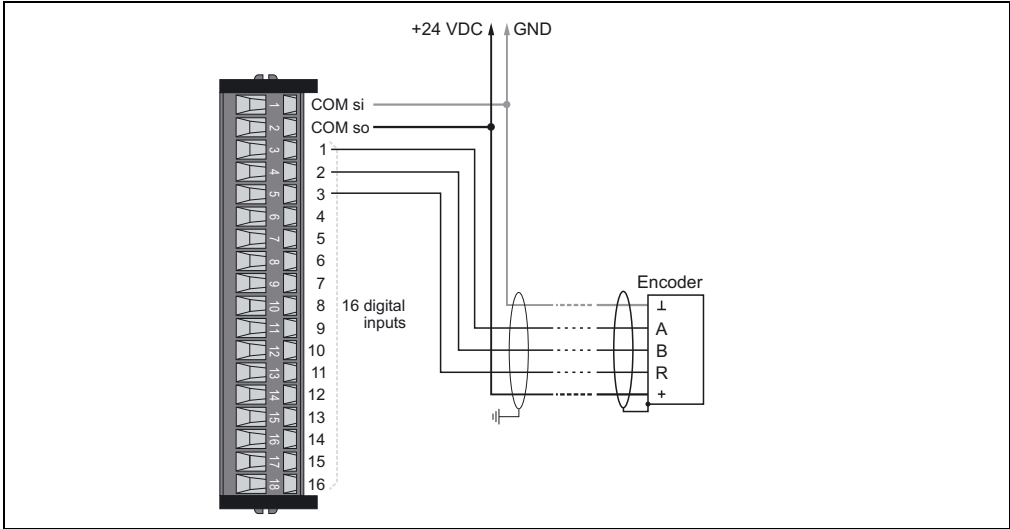 +24 VDC GND
1 COM si
2 COM so
3 1
4 2
5 3
6 4
7 5
8 6
9 7
10 8 16 digital
inputs
11 9
12 10
13 11
14 12
15 13
16 14
17 15
18 16
Encoder
⊥
A
B
R
+